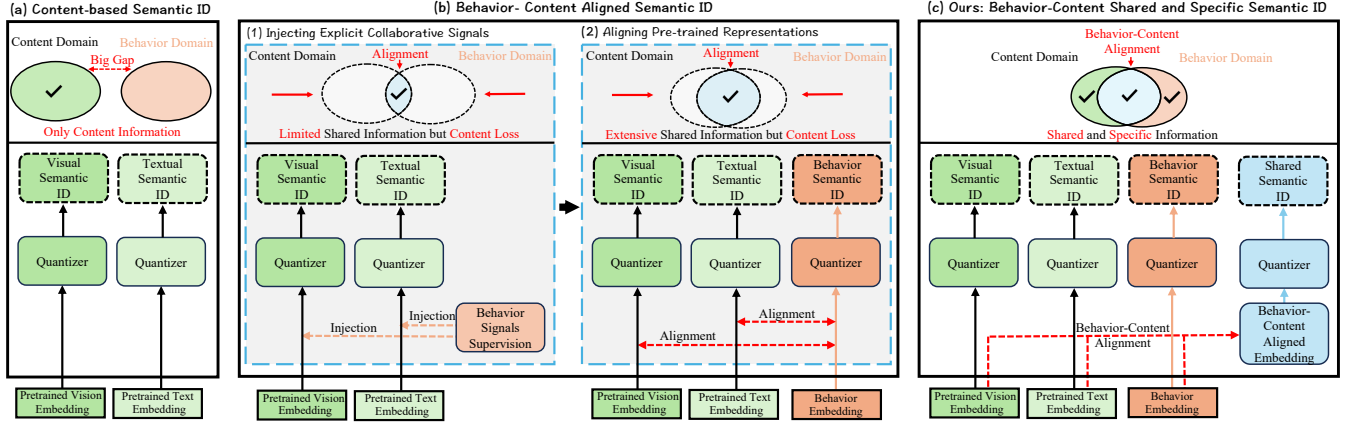 (a) Content-based Semantic ID
Content Domain
Behavior Domain
Big Gap
Only Content Information
Visual
Semantic
ID
Textual
Semantic
ID
Quantizer
Quantizer
Pretrained Vision
Embedding
Pretrained Text
Embedding
(b) Behavior- Content Aligned Semantic ID
(1) Injecting Explicit Collaborative Signals
Content Domain
Alignment
Behavior Domain
Limited Shared Information but Content Loss
Visual
Semantic
ID
Textual
Semantic
ID
Quantizer
Quantizer
Injection
Injection
Behavior
Signals
Supervision
Pretrained Vision
Embedding
Pretrained Text
Embedding
(2) Aligning Pre-trained Representations
Content Domain
Alignment
Behavior Domain
Extensive Shared Information but Content Loss
Visual
Semantic
ID
Textual
Semantic
ID
Behavior
Semantic
ID
Quantizer
Quantizer
Quantizer
Alignment
Alignment
Pretrained Vision
Embedding
Pretrained Text
Embedding
Behavior Embedding
(c) Ours: Behavior-Content Shared and Specific Semantic ID
Behavior-Content
Alignment
Content Domain
Behavior Domain
Shared and Specific Information
Visual
Semantic
ID
Textual
Semantic
ID
Behavior
Semantic
ID
Shared
Semantic
ID
Quantizer
Quantizer
Quantizer
Quantizer
Behavior-Content
Alignment
Behavior-
Content
Aligned
Embedding
Pretrained Vision
Embedding
Pretrained Text
Embedding
Behavior Embedding